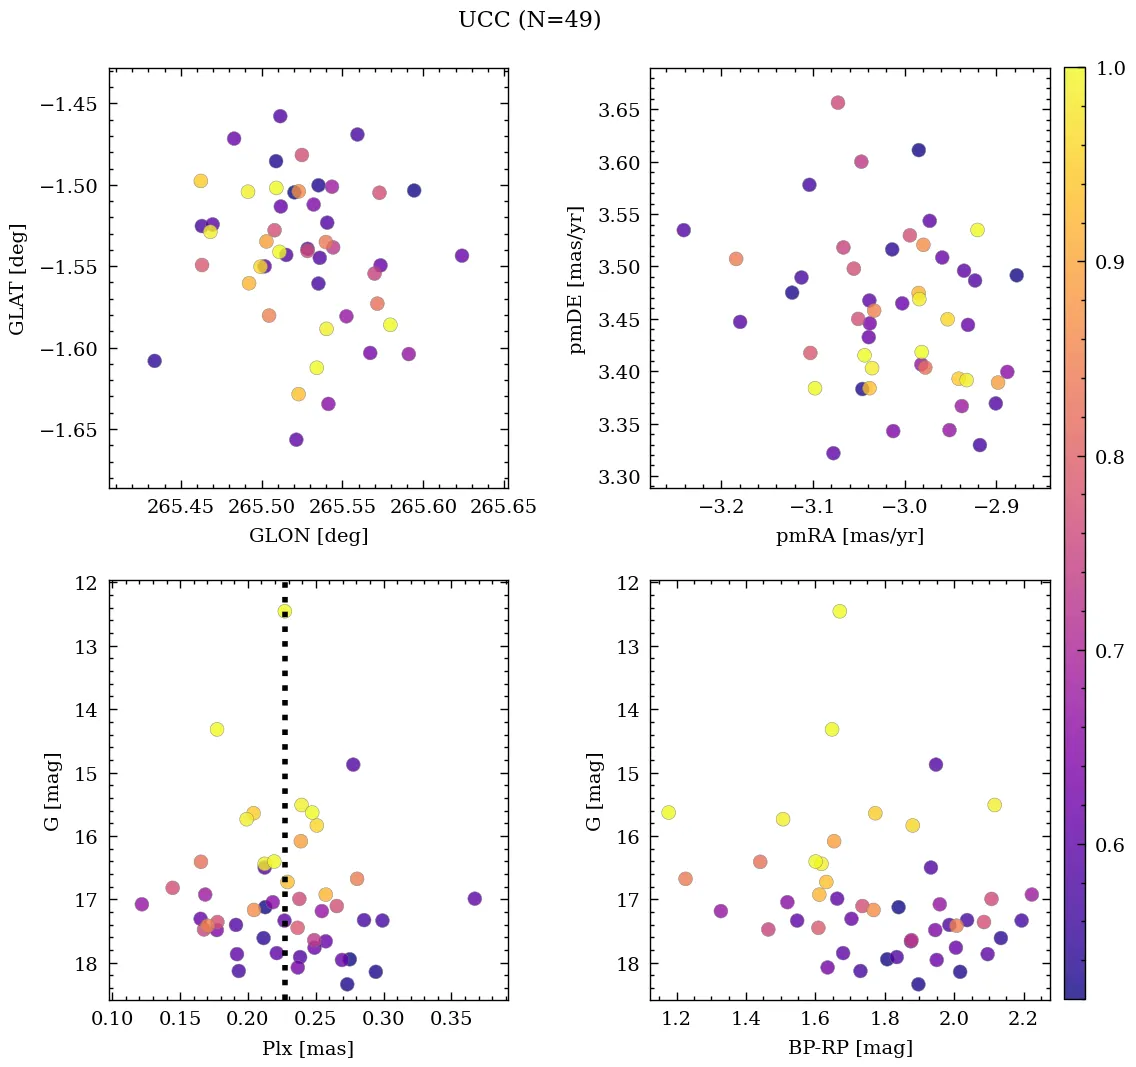 UCC (N=49)
−1.45
−1.50
−1.55
−1.60
−1.65
GLAT [deg]
265.45 265.50 265.55 265.60 265.65
GLON [deg]
3.65
3.60
3.55
3.50
3.45
3.40
3.35
3.30
pmDE [mas/yr]
−3.2 −3.1 −3.0 −2.9
pmRA [mas/yr]
1.0
0.9
0.8
0.7
0.6
12
13
14
15
16
17
18
G [mag]
0.10 0.15 0.20 0.25 0.30 0.35
Plx [mas]
12
13
14
15
16
17
18
G [mag]
1.2 1.4 1.6 1.8 2.0 2.2
BP-RP [mag]